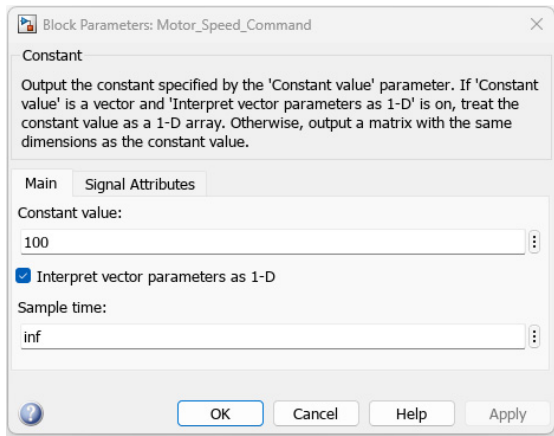 Block Parameters: Motor_Speed_Command
Constant
Output the constant specified by the 'Constant value' parameter. If 'Constant
value' is a vector and 'Interpret vector parameters as 1-D' is on, treat the
constant value as a 1-D array. Otherwise, output a matrix with the same
dimensions as the constant value.
Main Signal Attributes
Constant value:
100
Interpret vector parameters as 1-D
Sample time:
inf
OK Cancel Help Apply